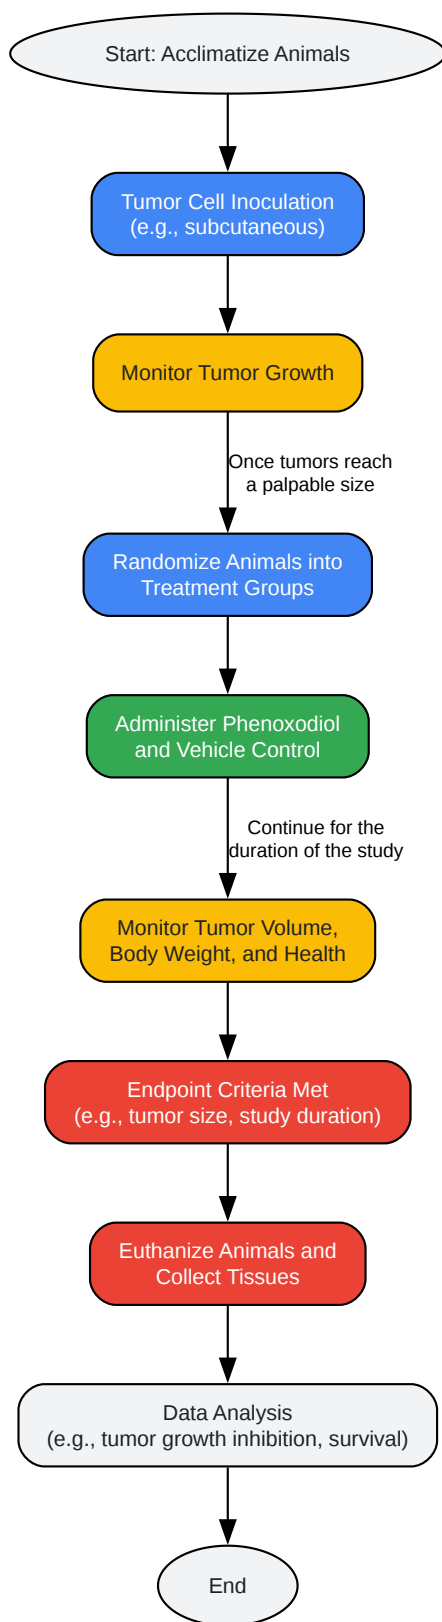 Start: Acclimatize Animals
Tumor Cell Inoculation
(e.g., subcutaneous)
Monitor Tumor Growth
Once tumors reach
a palpable size
Randomize Animals into
Treatment Groups
Administer Phenoxodiol
and Vehicle Control
Continue for the
duration of the study
Monitor Tumor Volume,
Body Weight, and Health
Endpoint Criteria Met
(e.g., tumor size, study duration)
Euthanize Animals and
Collect Tissues
Data Analysis
(e.g., tumor growth inhibition, survival)
End